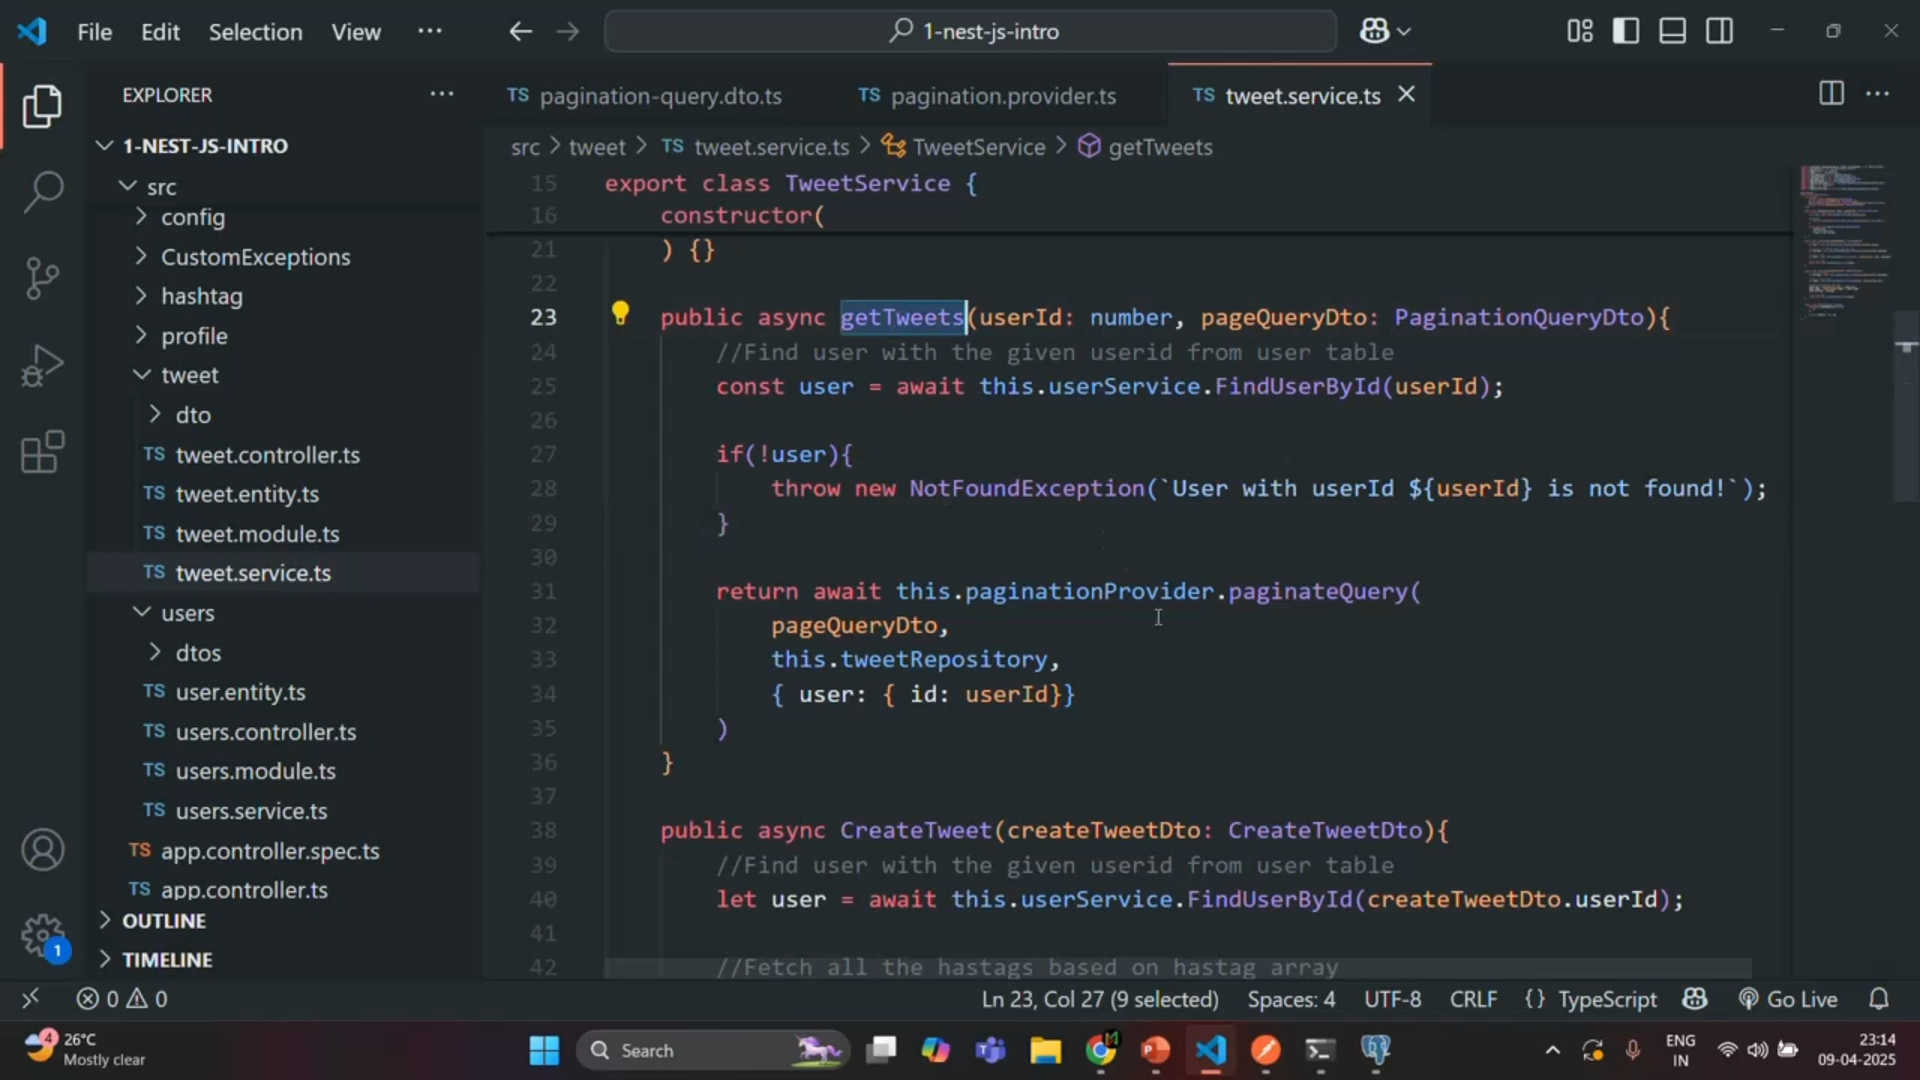 File Edit Selection View ··· 1-nest-js-intro
EXPLORER ···
1-NEST-JS-INTRO
src
config
CustomExceptions
hashtag
profile
tweet
dto
TS tweet.controller.ts
TS tweet.entity.ts
TS tweet.module.ts
TS tweet.service.ts
users
dtos
TS user.entity.ts
TS users.controller.ts
TS users.module.ts
TS users.service.ts
TS app.controller.spec.ts
TS app.controller.ts
OUTLINE
TIMELINE
1
TS pagination-query.dto.ts TS pagination.provider.ts TS tweet.service.ts
src > tweet > TS tweet.service.ts > TweetService > getTweets
15 export class TweetService {
16 constructor(
21 ) {}
22
23 public async getTweets(userId: number, pageQueryDto: PaginationQueryDto){
24 //Find user with the given userid from user table
25 const user = await this.userService.FindUserById(userId);
26
27 if(!user){
28 throw new NotFoundException(`User with userId ${userId} is not found!`);
29 }
30
31 return await this.paginationProvider.paginateQuery(
32 pageQueryDto,
33 this.tweetRepository,
34 { user: { id: userId}}
35 )
36 }
37
38 public async CreateTweet(createTweetDto: CreateTweetDto){
39 //Find user with the given userid from user table
40 let user = await this.userService.FindUserById(createTweetDto.userId);
41
42 //Fetch all the hastags based on hastag array
0 0 Ln 23, Col 27 (9 selected) Spaces: 4 UTF-8 CRLF {} TypeScript Go Live
4 26°C
Mostly clear
Search
ENG
IN
23:14
09-04-2025